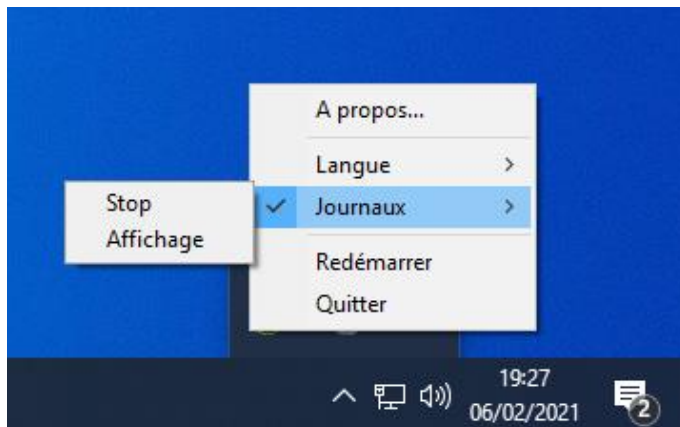 A propos...
Langue
Journaux
Stop
Affichage
Redémarrer
Quitter
19:27
06/02/2021
2